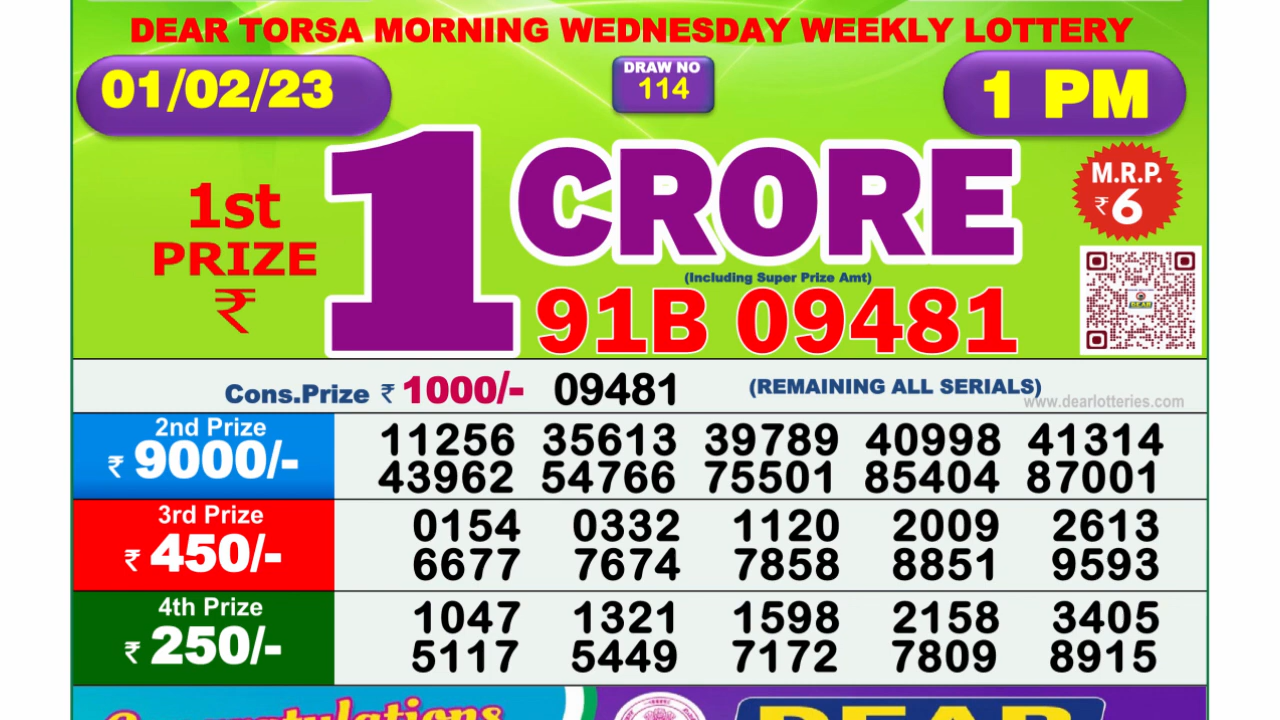 DEAR TORSA MORNING WEDNESDAY WEEKLY LOTTERY
01/02/23
DRAW NO
114
1 PM
1st
PRIZE
₹
1 CRORE
M.R.P.
₹6
(Including Super Prize Amt)
91B 09481
Cons.Prize ₹ 1000/- 09481 (REMAINING ALL SERIALS)
www.dearlotteries.com
2nd Prize
₹ 9000/-
11256 35613 39789 40998 41314
43962 54766 75501 85404 87001
3rd Prize
₹ 450/-
0154 0332 1120 2009 2613
6677 7674 7858 8851 9593
4th Prize
₹ 250/-
1047 1321 1598 2158 3405
5117 5449 7172 7809 8915
Congratulations
DEAR